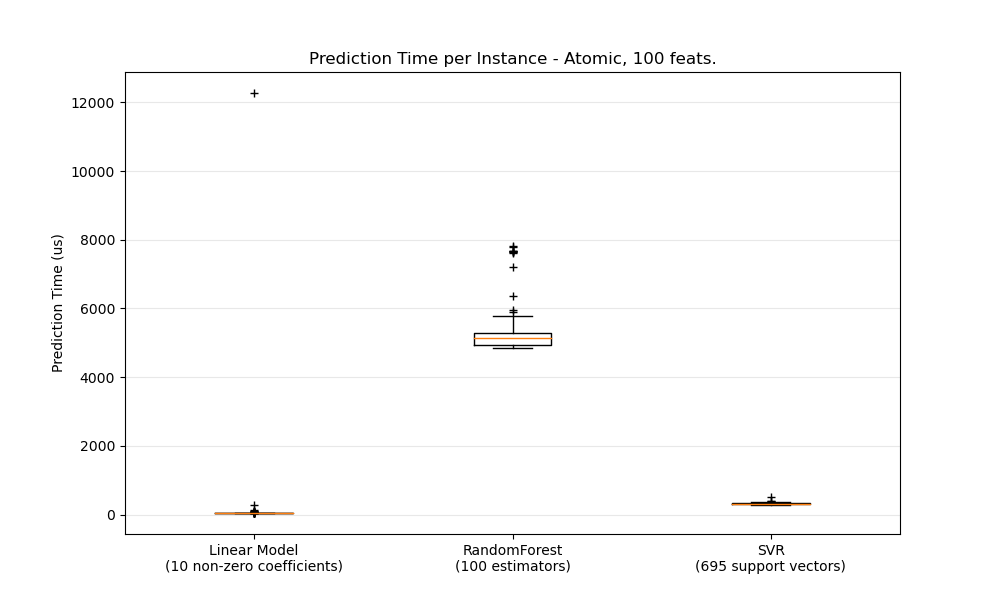 Prediction Time per Instance - Atomic, 100 feats.
Prediction Time (us)
12000
10000
8000
6000
4000
2000
0
Linear Model
(10 non-zero coefficients)
RandomForest
(100 estimators)
SVR
(695 support vectors)